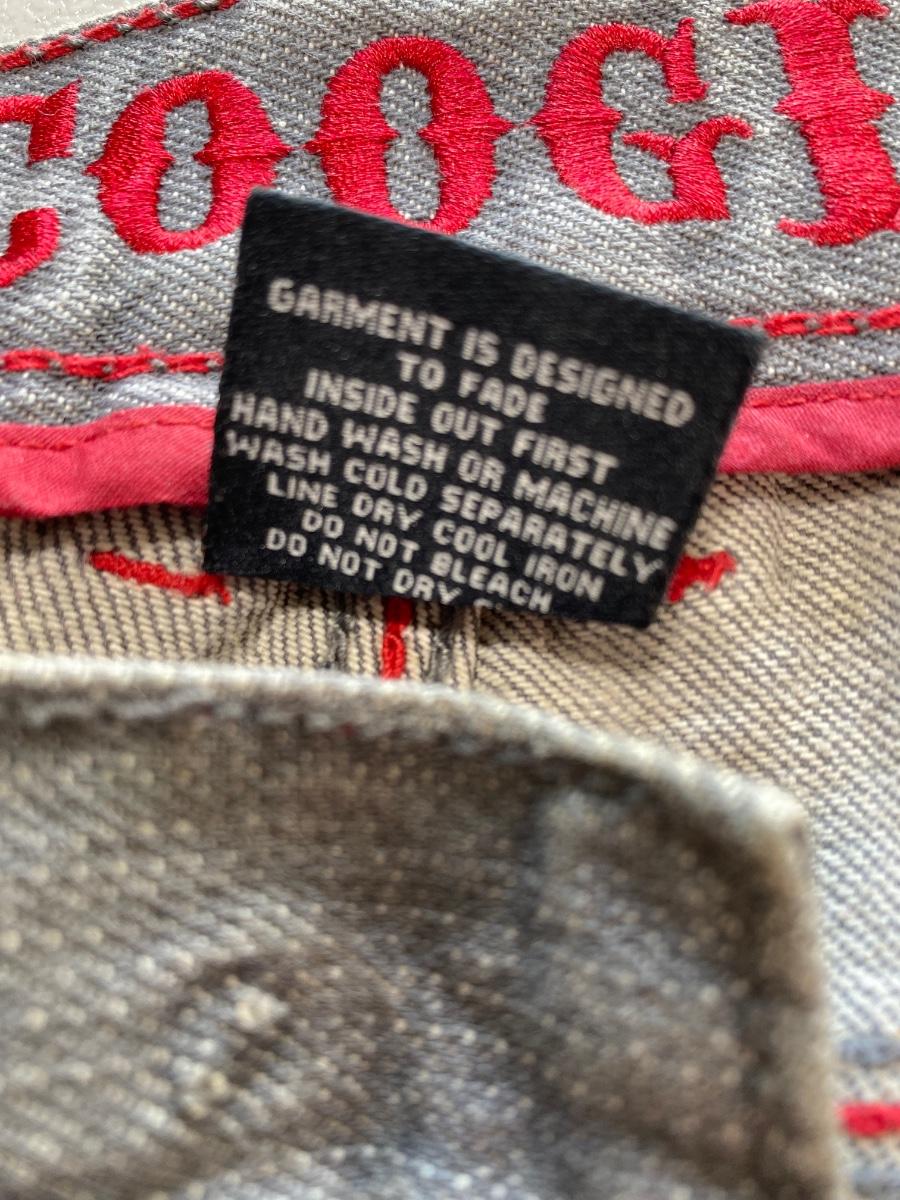 COOGI
GARMENT IS DESIGNED
TO FADE
INSIDE OUT FIRST
HAND WASH OR MACHINE
WASH COLD SEPARATELY
LINE DRY COOL IRON
DO NOT BLEACH
DO NOT DRY